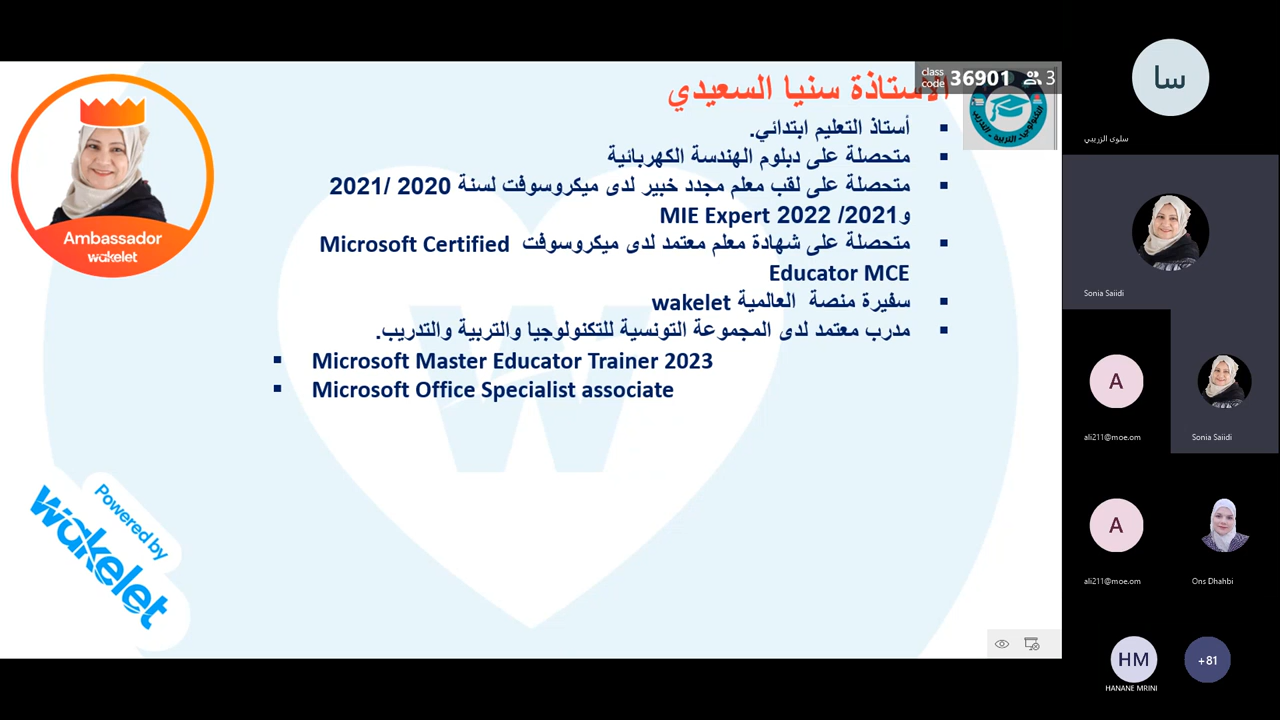 class code 36901 3
الأستاذة سنيا السعيدي
أستاذ التعليم ابتدائي.
متحصلة على دبلوم الهندسة الكهربائية
متحصلة على لقب معلم مجدد خبير لدى ميكروسوفت لسنة 2020 /2021
و2021/ 2022 MIE Expert
متحصلة على شهادة معلم معتمد لدى ميكروسوفت Microsoft Certified
Educator MCE
سفيرة منصة العالمية wakelet
مدرب معتمد لدى المجموعة التونسية للتكنولوجيا والتربية والتدريب.
Microsoft Master Educator Trainer 2023
Microsoft Office Specialist associate
Ambassador
wakelet
Powered by
wakelet
سا
سلوى الزريبي
Sonia Saiidi
A
ali211@moe.om
Sonia Saiidi
A
ali211@moe.om
Ons Dhahbi
HM
HANANE MRINI
+81